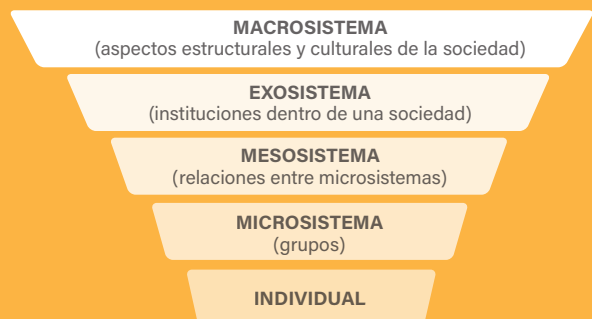 MACROSISTEMA
(aspectos estructurales y culturales de la sociedad)
EXOSISTEMA
(instituciones dentro de una sociedad)
MESOSISTEMA
(relaciones entre microsistemas)
MICROSISTEMA
(grupos)
INDIVIDUAL